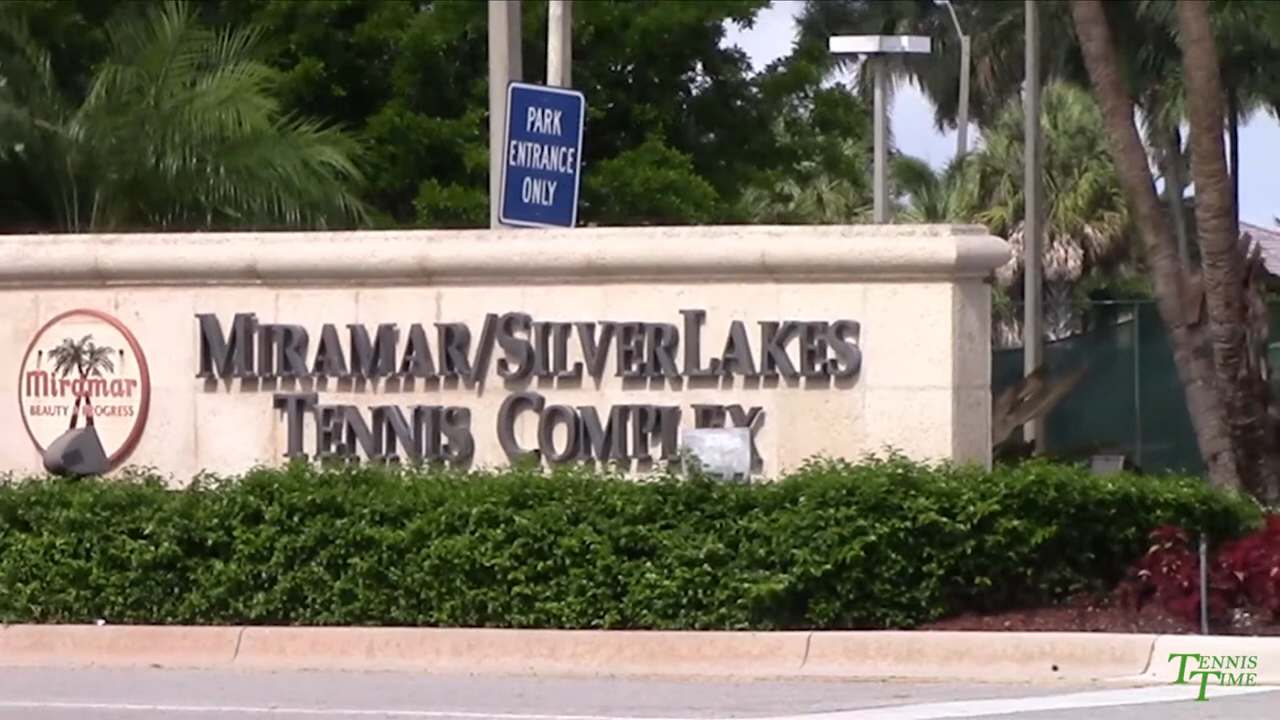 PARK
ENTRANCE
ONLY
MIRAMAR/SILVERLAKES
TENNIS COMPLEX
Miramar
BEAUTY & PROGRESS
TENNIS
TIME